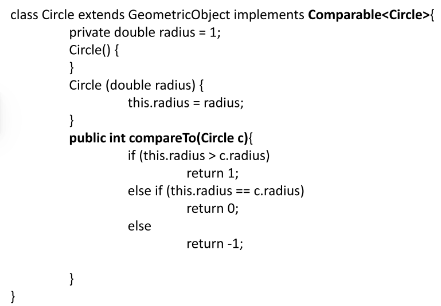 class Circle extends GeometricObject implements Comparable<Circle>{
private double radius = 1;
Circle() {
}
Circle (double radius) {
this.radius = radius;
}
public int compareTo(Circle c){
if (this.radius > c.radius)
return 1;
else if (this.radius == c.radius)
return 0;
else
return -1;
}
}